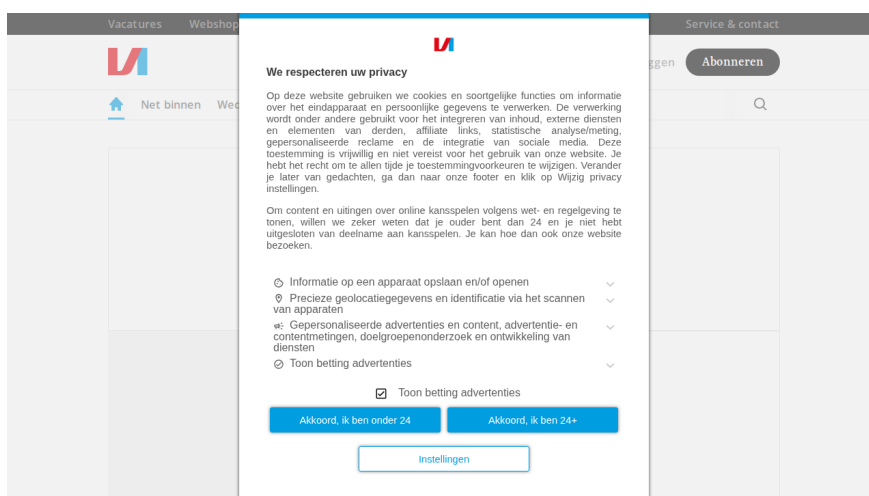 Vacatures Webshop Service & contact
VI
We respecteren uw privacy
ggen Abonneren
Op deze website gebruiken we cookies en soortgelijke functies om informatie
over het eindapparaat en persoonlijke gegevens te verwerken. De verwerking
wordt onder andere gebruikt voor het integreren van inhoud, externe diensten
en elementen van derden, affiliate links, statistische analyse/meting,
gepersonaliseerde reclame en de integratie van sociale media. Deze
toestemming is vrijwillig en niet vereist voor het gebruik van onze website. Je
hebt het recht om te allen tijde je toestemmingvoorkeuren te wijzigen. Verander
je later van gedachten, ga dan naar onze footer en klik op Wijzig privacy
instellingen.
Net binnen Wed
Om content en uitingen over online kansspelen volgens wet- en regelgeving te
tonen, willen we zeker weten dat je ouder bent dan 24 en je niet hebt
uitgesloten van deelname aan kansspelen. Je kan hoe dan ook onze website
bezoeken.
Informatie op een apparaat opslaan en/of openen
Precieze geolocatiegegevens en identificatie via het scannen
van apparaten
Gepersonaliseerde advertenties en content, advertentie- en
contentmetingen, doelgroepenonderzoek en ontwikkeling van
diensten
Toon betting advertenties
Toon betting advertenties
Akkoord, ik ben onder 24 Akkoord, ik ben 24+
Instellingen